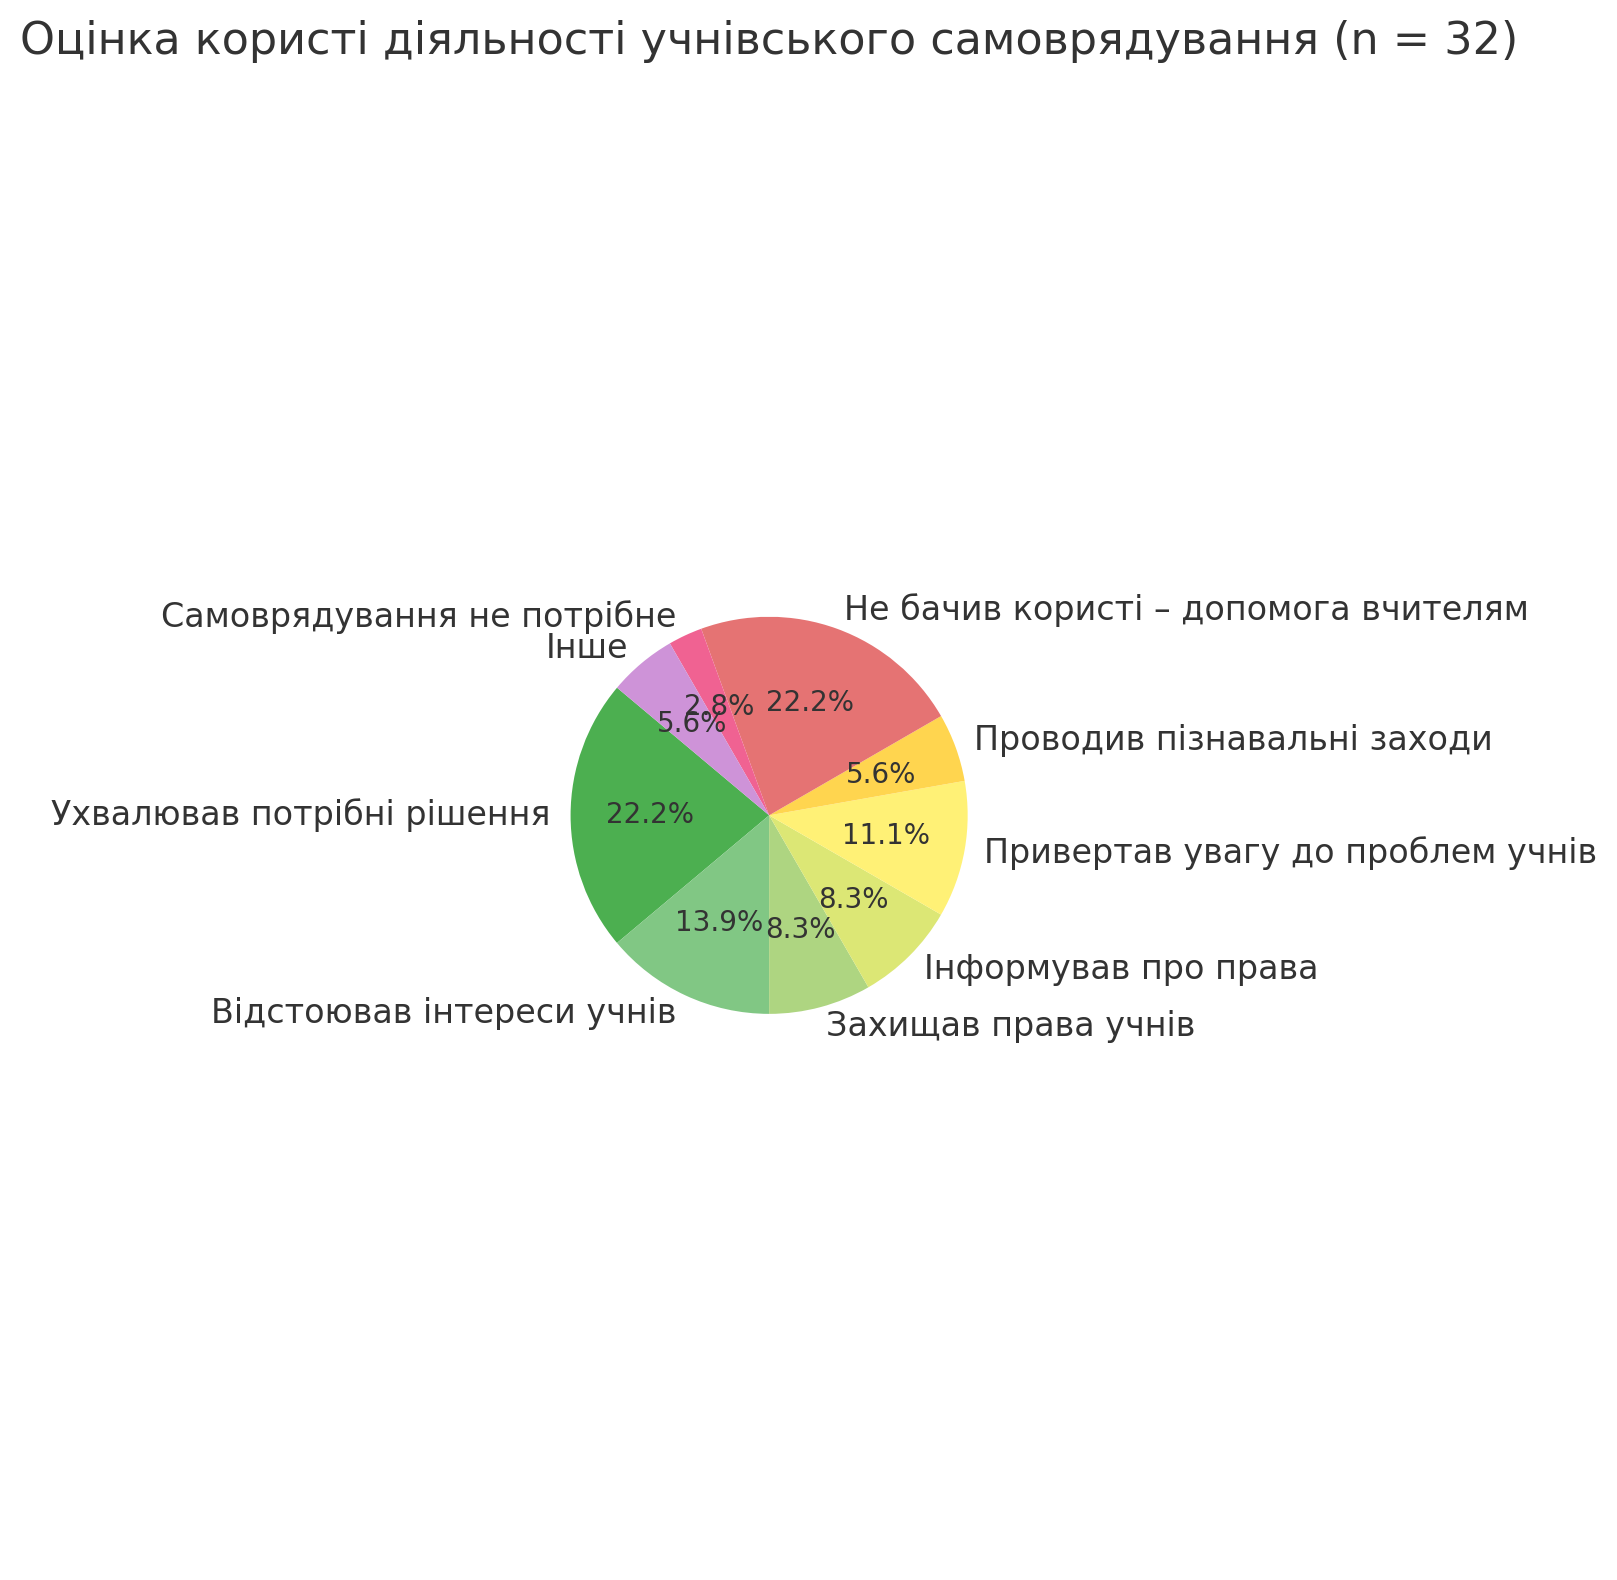 Оцінка користі діяльності учнівського самоврядування (n = 32)
Самоврядування не потрібне
Не бачив користі – допомога вчителям
Інше
2.8%
22.2%
5.6%
Проводив пізнавальні заходи
5.6%
Ухвалював потрібні рішення
22.2%
11.1%
Привертав увагу до проблем учнів
8.3%
13.9%
8.3%
Інформував про права
Відстоював інтереси учнів
Захищав права учнів